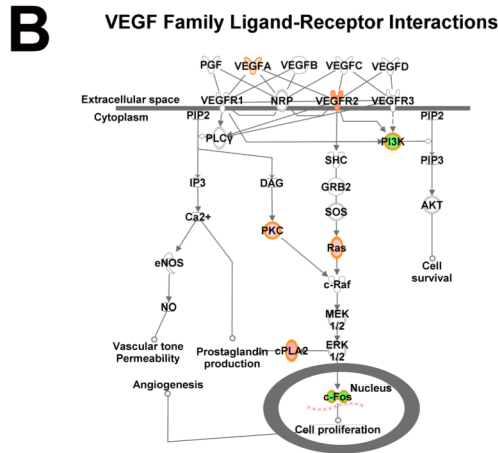 B
VEGF Family Ligand-Receptor Interactions
PGF VEGFA VEGFB VEGFC VEGFD
Extracellular space VEGFR1 NRP VEGFR2 VEGFR3
Cytoplasm PIP2 PIP2
PLCγ PI3K
SHC PIP3
IP3 DAG GRB2
SOS AKT
Ca2+
PKC Ras
eNOS Cell
survival
c-Raf
NO
MEK
1/2
Vascular tone
Permeability
Prostaglandin
production
cPLA2 ERK
1/2
Angiogenesis Nucleus
c-Fos
Cell proliferation